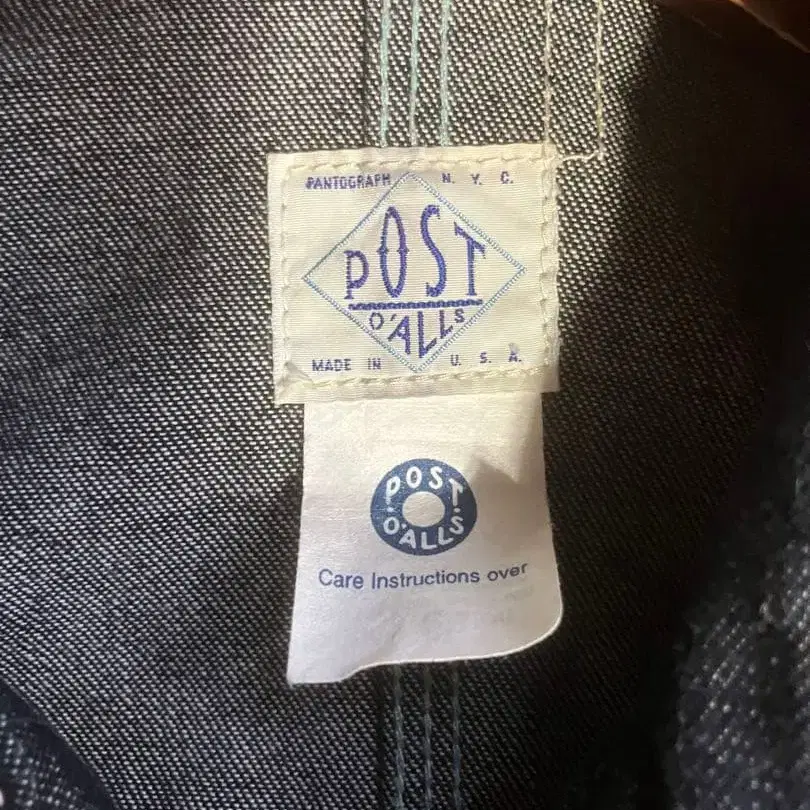 PANTOGRAPH N. Y. C.
POST
O'ALLS
MADE IN U. S. A.
POST
O'ALLS
Care Instructions over